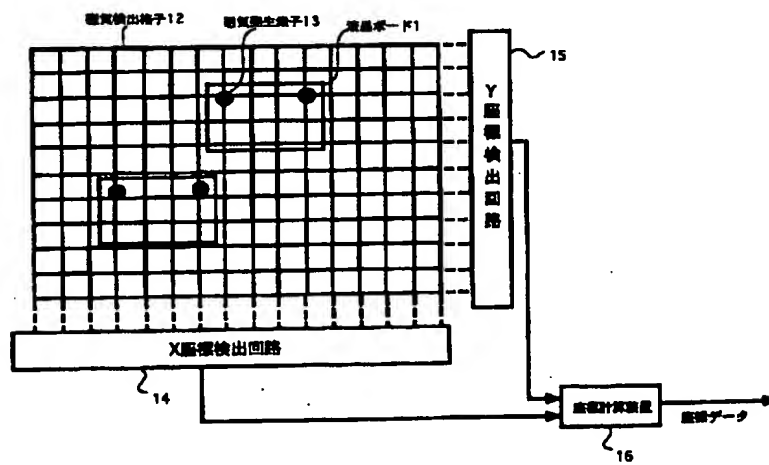 磁気検出格子12
磁気発生端子13
液晶ボード1
15
Y座標検出回路
X座標検出回路
14
座標計算装置
座標データ
16